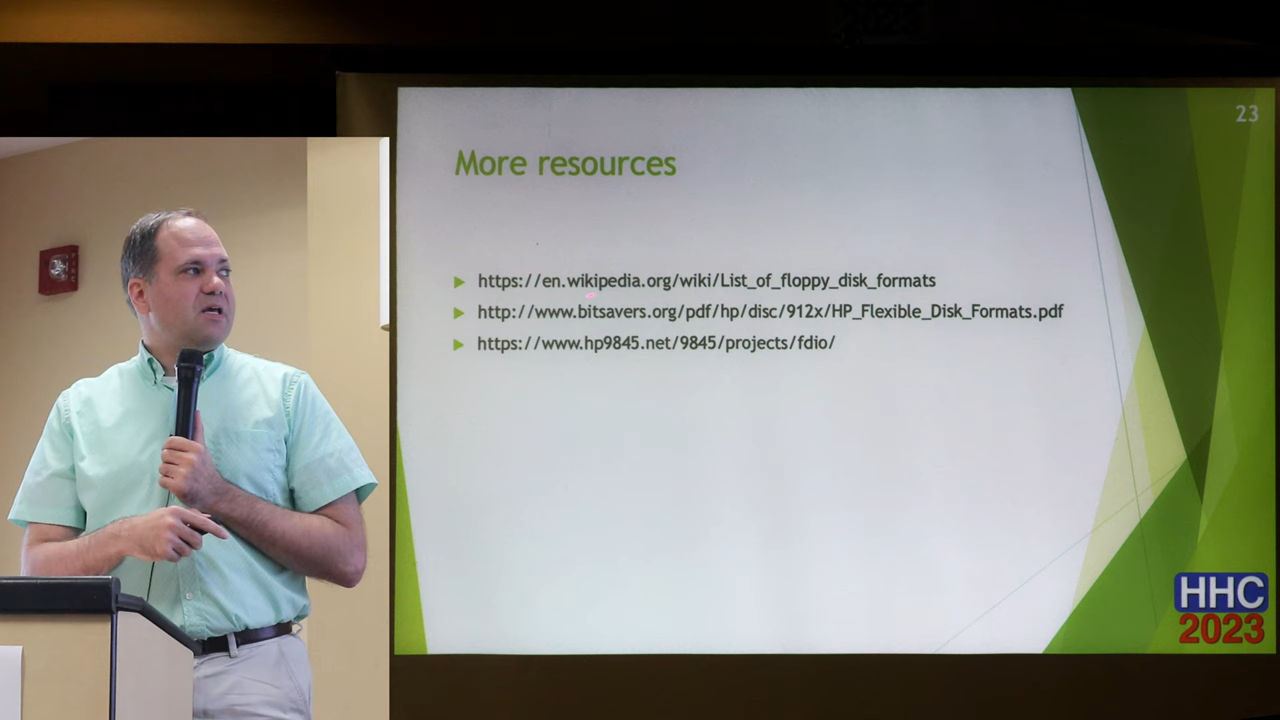 23
More resources
https://en.wikipedia.org/wiki/List_of_floppy_disk_formats
http://www.bitsavers.org/pdf/hp/disc/912x/HP_Flexible_Disk_Formats.pdf
https://www.hp9845.net/9845/projects/fdio/
HHC
2023